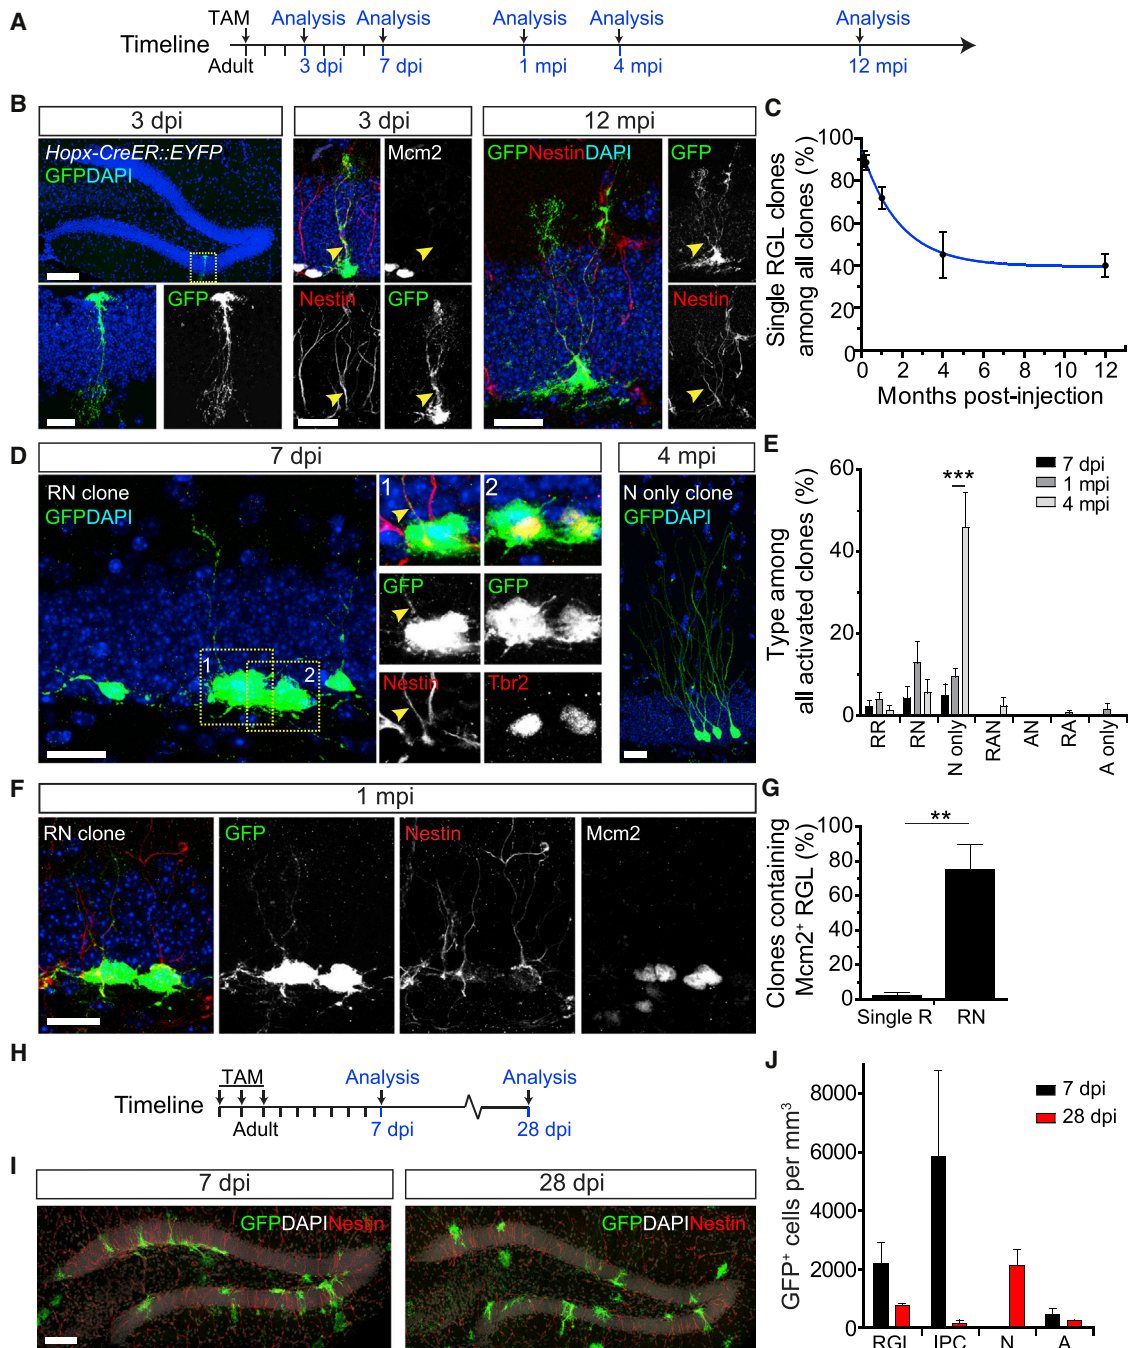 A
TAM Analysis Analysis Analysis Analysis Analysis
Timeline
Adult 3 dpi 7 dpi 1 mpi 4 mpi 12 mpi
B
3 dpi
Hopx-CreER::EYFP
GFPDAPI
GFP
3 dpi
Mcm2
Nestin
GFP
12 mpi
GFPNestinDAPI
GFP
Nestin
C
Single RGL clones
among all clones (%)
100
80
60
40
20
0
0 2 4 6 8 10 12
Months post-injection
D
7 dpi
RN clone
GFPDAPI
1
2
1
2
GFP
GFP
Nestin
Tbr2
4 mpi
N only clone
GFPDAPI
E
Type among
all activated clones (%)
60
40
20
0
***
7 dpi
1 mpi
4 mpi
RR
RN
N only
RAN
AN
RA
A only
F
1 mpi
RN clone
GFP
Nestin
Mcm2
G
Clones containing
Mcm2+ RGL (%)
100
80
60
40
20
0
**
Single R RN
H
TAM Analysis Analysis
Timeline
Adult 7 dpi 28 dpi
I
7 dpi
GFPDAPINestin
28 dpi
GFPDAPINestin
J
GFP+ cells per mm3
8000
6000
4000
2000
0
7 dpi
28 dpi
RGL IPC N A